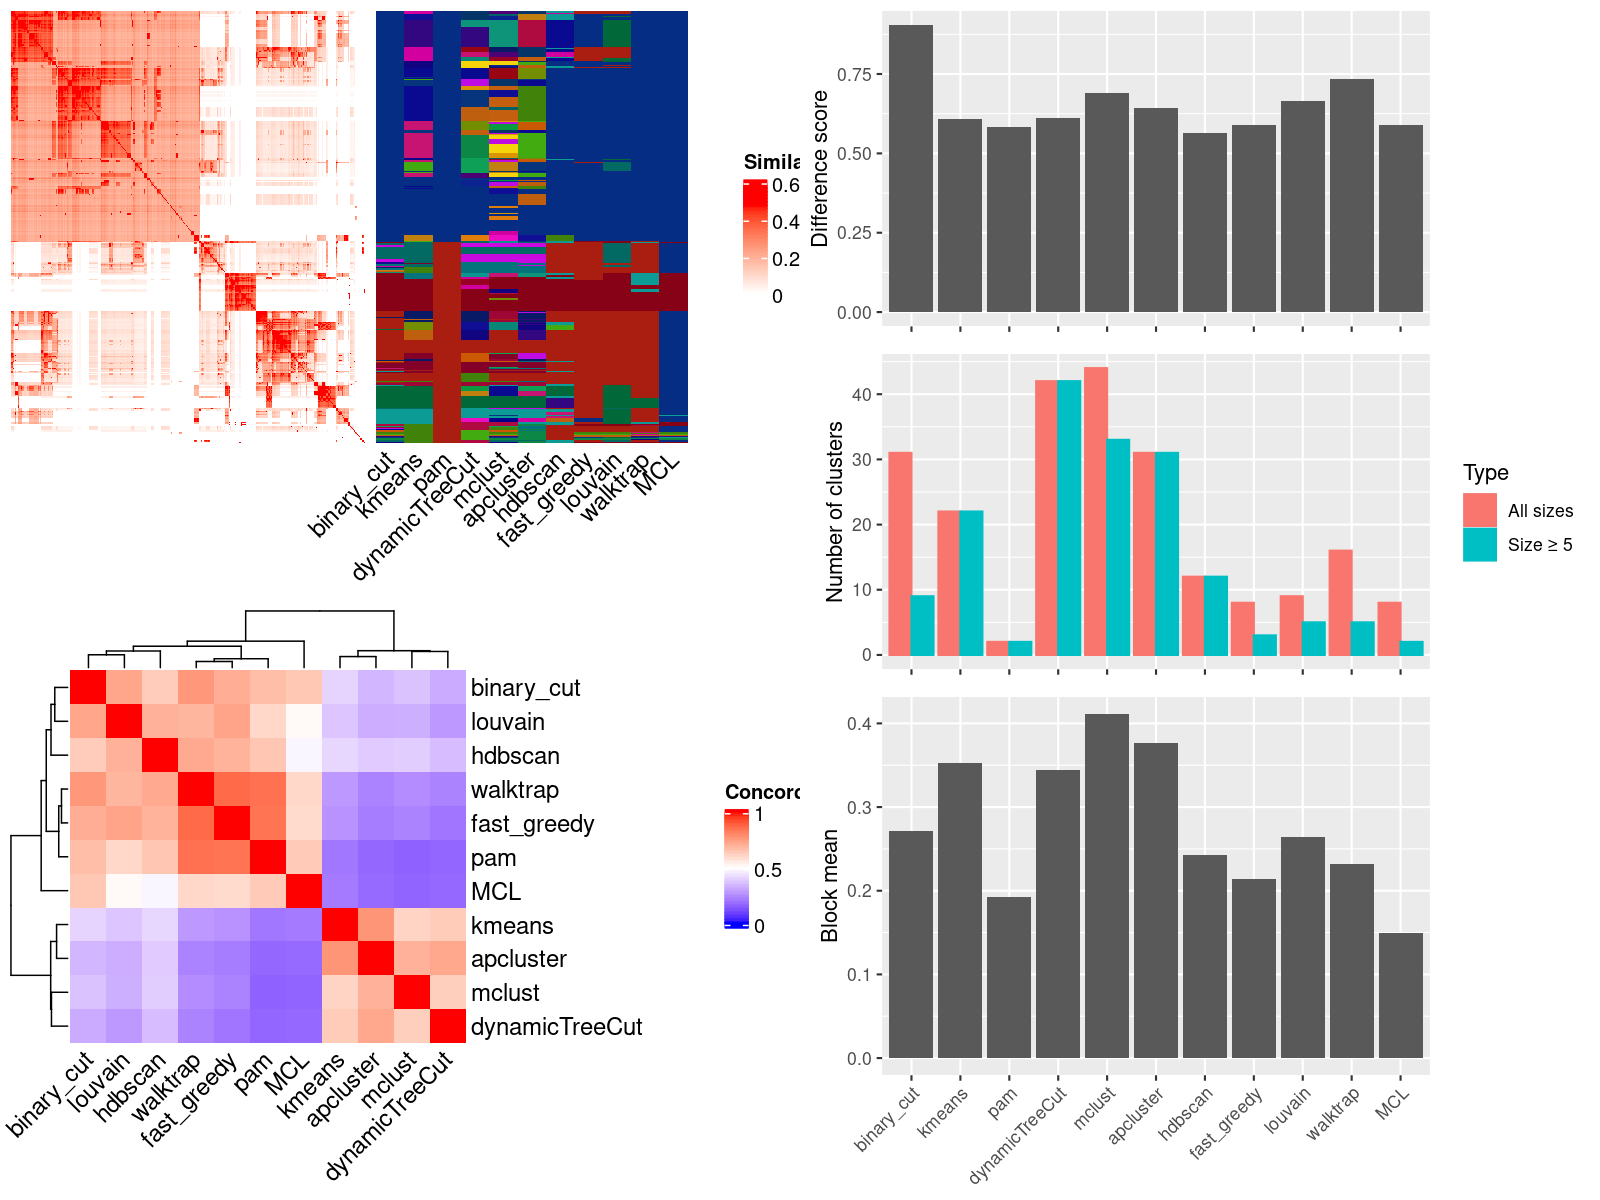 Simila
0.6
0.4
0.2
0
binary_cut
kmeans
pam
dynamicTreeCut
mclust
apcluster
hdbscan
fast_greedy
louvain
walktrap
MCL
binary_cut
louvain
hdbscan
walktrap
fast_greedy
pam
MCL
kmeans
apcluster
mclust
dynamicTreeCut
binary_cut
louvain
hdbscan
walktrap
fast_greedy
pam
MCL
kmeans
apcluster
mclust
dynamicTreeCut
Concord
1
0.5
0
Difference score
0.75
0.50
0.25
0.00
Number of clusters
40
30
20
10
0
Type
All sizes
Size ≥ 5
Block mean
0.4
0.3
0.2
0.1
0.0
binary_cut
kmeans
pam
dynamicTreeCut
mclust
apcluster
hdbscan
fast_greedy
louvain
walktrap
MCL